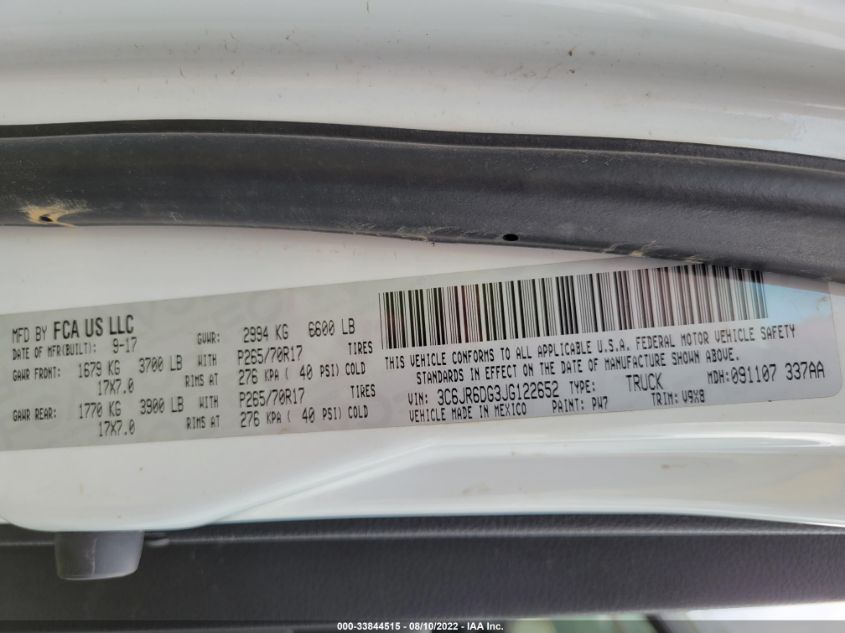 MFD BY FCA US LLC
DATE OF MFR(BUILT): 9-17 GVWR: 2994 KG 6600 LB
GAWR FRONT: 1679 KG 3700 LB WITH P265/70R17 TIRES
17X7.0 RIMS AT 276 KPA ( 40 PSI) COLD
GAWR REAR: 1770 KG 3900 LB WITH P265/70R17 TIRES
17X7.0 RIMS AT 276 KPA ( 40 PSI) COLD
THIS VEHICLE CONFORMS TO ALL APPLICABLE U.S.A. FEDERAL MOTOR VEHICLE SAFETY
STANDARDS IN EFFECT ON THE DATE OF MANUFACTURE SHOWN ABOVE.
VIN: 3C6JR6DG3JG122652 TYPE: TRUCK MDH:091107 337AA
MADE IN MEXICO PAINT: PW7 TRIM: V9X8
000-33844515 - 08/10/2022 - IAA Inc.